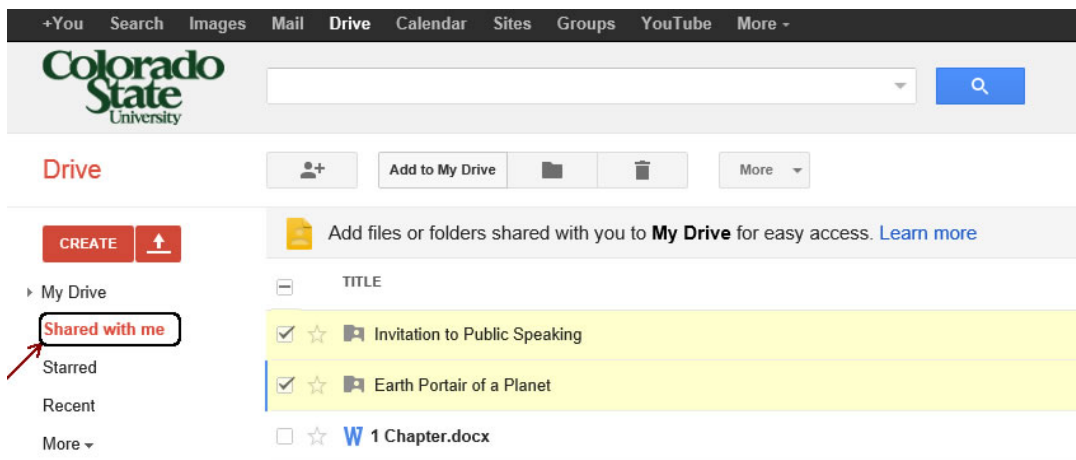 +You Search Images Mail Drive Calendar Sites Groups YouTube More
Colorado
State
University
Drive
Add to My Drive
More
CREATE
Add files or folders shared with you to My Drive for easy access. Learn more
My Drive
TITLE
Shared with me
Invitation to Public Speaking
Starred
Earth Portair of a Planet
Recent
More
W 1 Chapter.docx